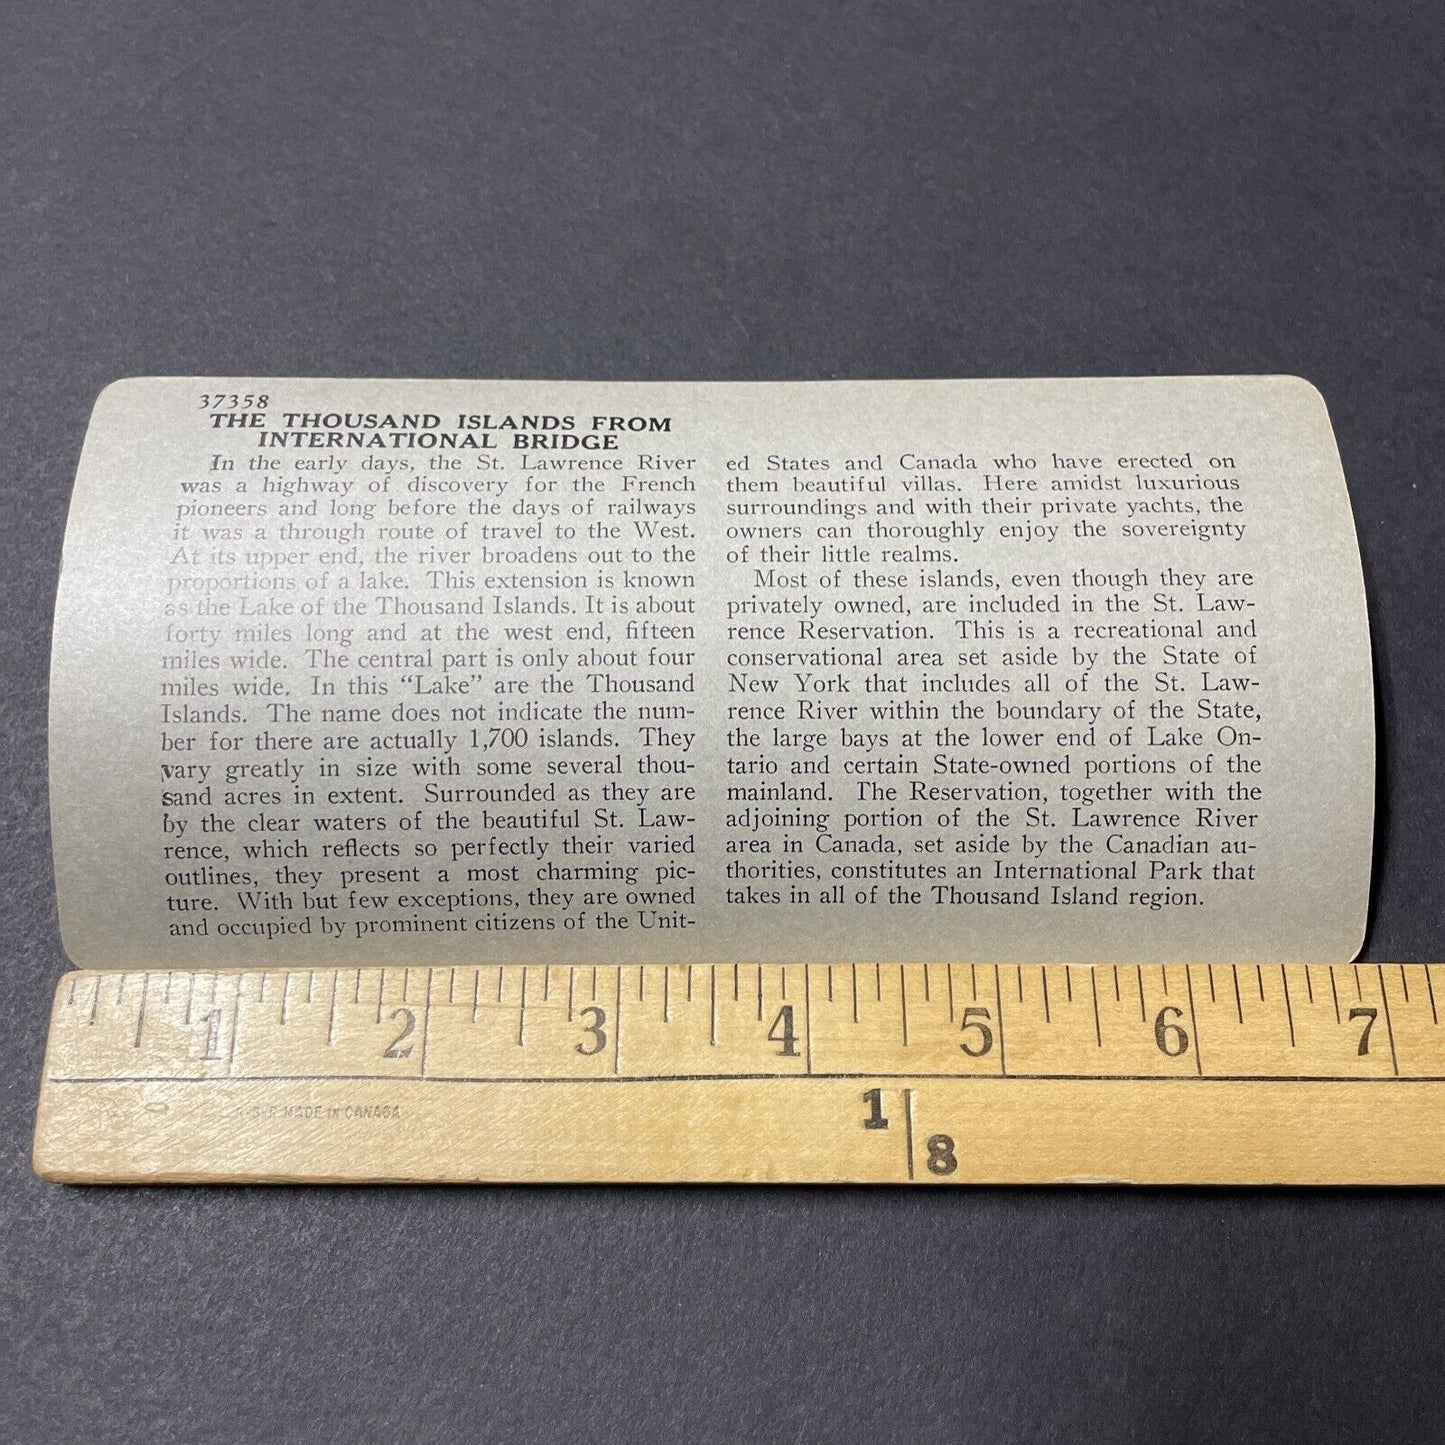 37358
THE THOUSAND ISLANDS FROM
INTERNATIONAL BRIDGE
In the early days, the St. Lawrence River
was a highway of discovery for the French
pioneers and long before the days of railways
it was a through route of travel to the West.
At its upper end, the river broadens out to the
proportions of a lake. This extension is known
as the Lake of the Thousand Islands. It is about
forty miles long and at the west end, fifteen
miles wide. The central part is only about four
miles wide. In this “Lake” are the Thousand
Islands. The name does not indicate the num-
ber for there are actually 1,700 islands. They
vary greatly in size with some several thou-
sand acres in extent. Surrounded as they are
by the clear waters of the beautiful St. Law-
rence, which reflects so perfectly their varied
outlines, they present a most charming pic-
ture. With but few exceptions, they are owned
and occupied by prominent citizens of the Unit-
ed States and Canada who have erected on
them beautiful villas. Here amidst luxurious
surroundings and with their private yachts, the
owners can thoroughly enjoy the sovereignty
of their little realms.
Most of these islands, even though they are
privately owned, are included in the St. Law-
rence Reservation. This is a recreational and
conservational area set aside by the State of
New York that includes all of the St. Law-
rence River within the boundary of the State,
the large bays at the lower end of Lake On-
tario and certain State-owned portions of the
mainland. The Reservation, together with the
adjoining portion of the St. Lawrence River
area in Canada, set aside by the Canadian au-
thorities, constitutes an International Park that
takes in all of the Thousand Island region.
1 2 3 4 5 6 7
MADE IN CANADA
1
8